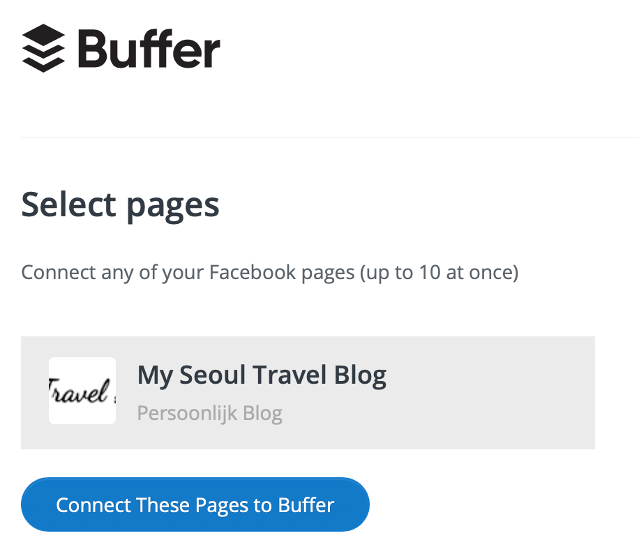 Buffer
Select pages
Connect any of your Facebook pages (up to 10 at once)
Travel
My Seoul Travel Blog
Persoonlijk Blog
Connect These Pages to Buffer